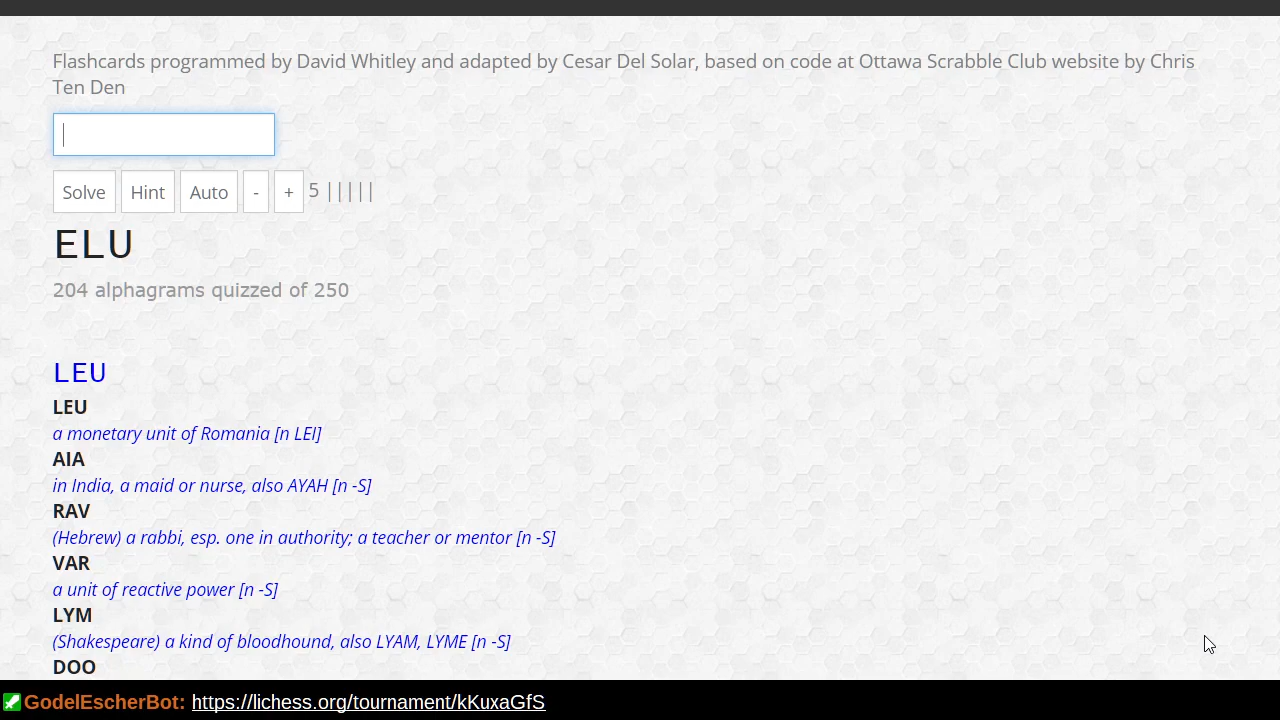 Flashcards programmed by David Whitley and adapted by Cesar Del Solar, based on code at Ottawa Scrabble Club website by Chris
Ten Den
Solve Hint Auto - + 5 |||||
ELU
204 alphagrams quizzed of 250
LEU
LEU
a monetary unit of Romania [n LEI]
AIA
in India, a maid or nurse, also AYAH [n -S]
RAV
(Hebrew) a rabbi, esp. one in authority; a teacher or mentor [n -S]
VAR
a unit of reactive power [n -S]
LYM
(Shakespeare) a kind of bloodhound, also LYAM, LYME [n -S]
DOO
GodelEscherBot: https://lichess.org/tournament/kKuxaGfS